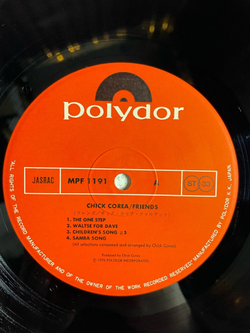 polydor
JASRAC
MPF 1191
A
ST 33
CHICK COREA/FRIENDS
1. THE ONE STEP
2. WALTSE FOR DAVE
3. CHILDREN'S SONG
4. SAMBA SONG
(All selections composed and arranged by Chick Corea)
Produced by Chick Corea
"ALL RIGHTS OF THE RECORD MANUFACTURER AND OF THE OWNER OF THE WORK RECORDED RESERVED" MANUFACTURED BY POLYDOR K.K. JAPAN